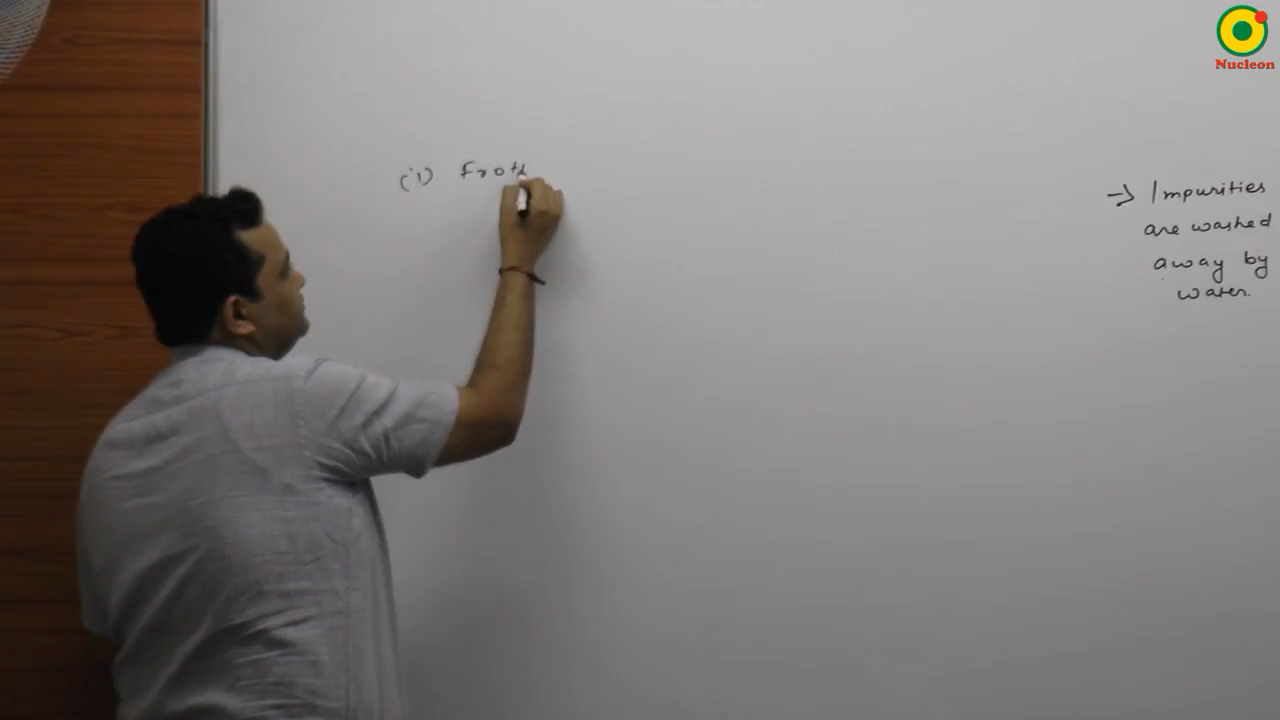 Nucleon
(i) Froth
→ Impurities
are washed
away by
water.